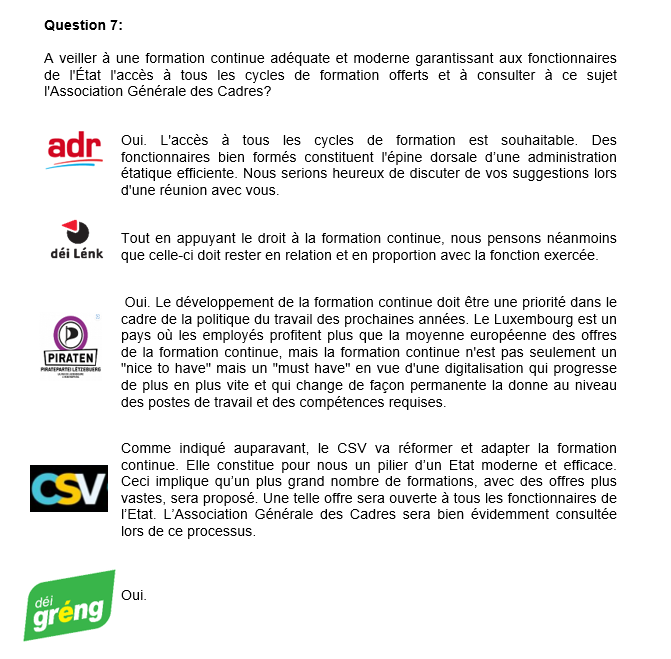 Question 7:
A veiller à une formation continue adéquate et moderne garantissant aux fonctionnaires
de l'État l'accès à tous les cycles de formation offerts et à consulter à ce sujet
l'Association Générale des Cadres?
adr
Oui. L'accès à tous les cycles de formation est souhaitable. Des
fonctionnaires bien formés constituent l'épine dorsale d’une administration
étatique efficiente. Nous serions heureux de discuter de vos suggestions lors
d'une réunion avec vous.
déi Lénk
Tout en appuyant le droit à la formation continue, nous pensons néanmoins
que celle-ci doit rester en relation et en proportion avec la fonction exercée.
PIRATEN
PIRATEPARTEI LËTZEBUERG
Oui. Le développement de la formation continue doit être une priorité dans le
cadre de la politique du travail des prochaines années. Le Luxembourg est un
pays où les employés profitent plus que la moyenne européenne des offres
de la formation continue, mais la formation continue n'est pas seulement un
"nice to have" mais un "must have" en vue d'une digitalisation qui progresse
de plus en plus vite et qui change de façon permanente la donne au niveau
des postes de travail et des compétences requises.
CSV
Comme indiqué auparavant, le CSV va réformer et adapter la formation
continue. Elle constitue pour nous un pilier d’un Etat moderne et efficace.
Ceci implique qu’un plus grand nombre de formations, avec des offres plus
vastes, sera proposé. Une telle offre sera ouverte à tous les fonctionnaires de
l’Etat. L’Association Générale des Cadres sera bien évidemment consultée
lors de ce processus.
déi
gréng
Oui.